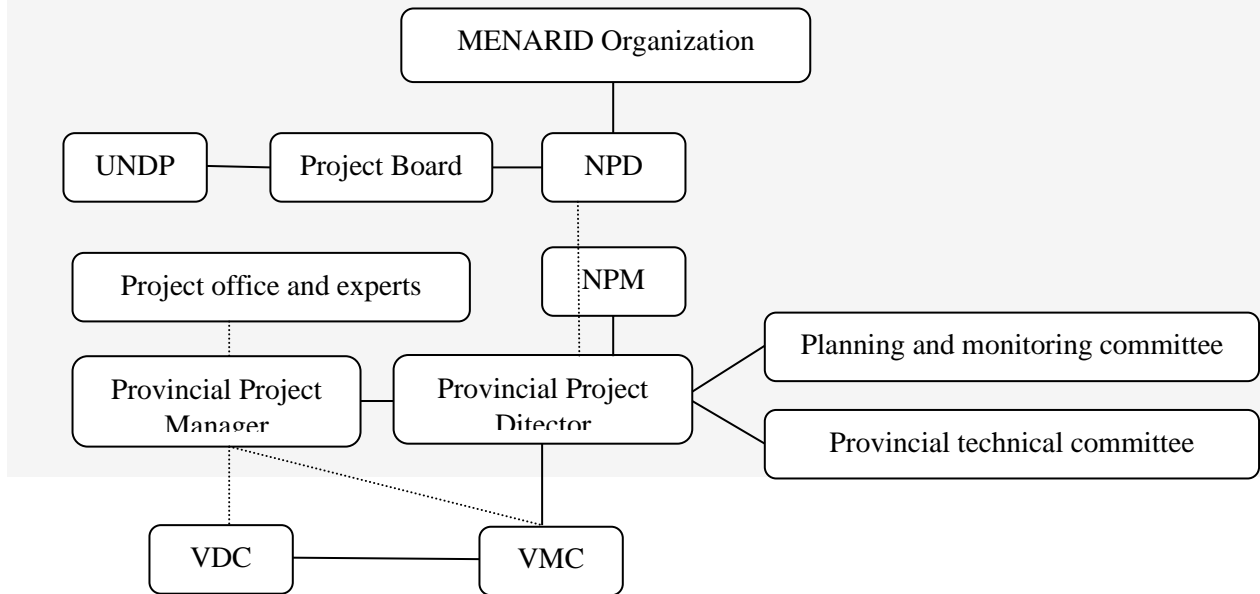 MENARID Organization
UNDP
Project Board
NPD
Project office and experts
NPM
Planning and monitoring committee
Provincial Project
Manager
Provincial Project
Ditector
Provincial technical committee
VDC
VMC